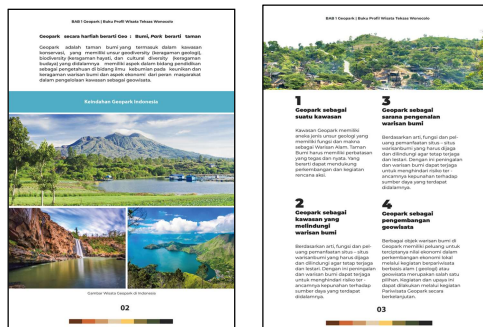 BAB 1 Geopark | Buku Profil Wisata Tekass Wonocolo
Geopark secara harfiah berarti Geo : Bumi, Park berarti taman
Geopark adalah taman bumi yang termasuk dalam kawasan
konservasi, yang memiliki unsur geodiversity (keragaman geologi),
biodiversity (keragaman hayati), dan cultural diversity (keragaman
budaya) yang didalamnya memiliki aspek dalam bidang pendidikan
sebagai pengetahuan di bidang ilmu kebumian pada keunikan dan
keragaman warisan bumi dan aspek ekonomi dari peran masyarakat
dalam pengelolaan kawasan sebagai geowisata.
Keindahan Geopark Indonesia
Gambar Wisata Geopark di Indonesia
02
BAB 1 Geopark | Buku Profil Wisata Tekass Wonocolo
1
Geopark sebagai
suatu kawasan
Kawasan Geopark memiliki
aneka jenis unsur geologi yang
memiliki fungsi dan makna
sebagai Warisan Alam. Taman
Bumi harus memiliki perbatasan
yang tegas dan nyata. Yang
berarti dapat mendukung
perkembangan dan kegiatan
rencana aksi.
2
Geopark sebagai
kawasan yang
melindungi
warisan bumi
Berdasarkan arti, fungsi dan pel-
uang pemanfaatan situs - situs
warisanbumi yang harus dijaga
dan dilindungi agar tetap terjaga
dan lestari. Dengan ini peningalan
dan warisan bumi dapat terjaga
untuk menghindari risiko ter -
ancamnya kepunahan terhadap
sumber daya yang terdapat
didalamnya.
3
Geopark sebagai
sarana pengenalan
warisan bumi
Berdasarkan arti, fungsi dan pel-
uang pemanfaatan situs - situs
warisanbumi yang harus dijaga
dan dilindungi agar tetap terjaga
dan lestari. Dengan ini peningalan
dan warisan bumi dapat terjaga
untuk menghindari risiko ter -
ancamnya kepunahan terhadap
sumber daya yang terdapat
didalamnya.
4
Geopark sebagai
pengembangan
geowisata
Berbagai objek warisan bumi di
Geopark memiliki peluang untuk
terciptanya nilai ekonomi dalam
perkembangan ekonomi lokal
melalui kegiatan berpariwisata
berbasis alam ( geologi) atau
geowisata merupakan salah satu
pilihan. Kegiatan dan upaya ini
dapat dilakukan melalui kegiatan
Pariwisata Geopark secara
berkelanjutan.
03